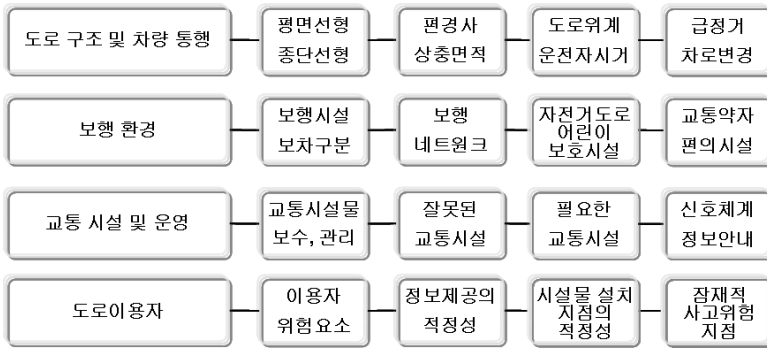 도로 구조 및 차량 통행
평면선형
종단선형
편경사
상충면적
도로위계
운전자시거
급정거
차로변경
보행 환경
보행시설
보차구분
보행
네트워크
자전거도로
어린이
보호시설
교통약자
편의시설
교통 시설 및 운영
교통시설물
보수, 관리
잘못된
교통시설
필요한
교통시설
신호체계
정보안내
도로이용자
이용자
위험요소
정보제공의
적정성
시설물 설치
지점의
적정성
잠재적
사고위험
지점